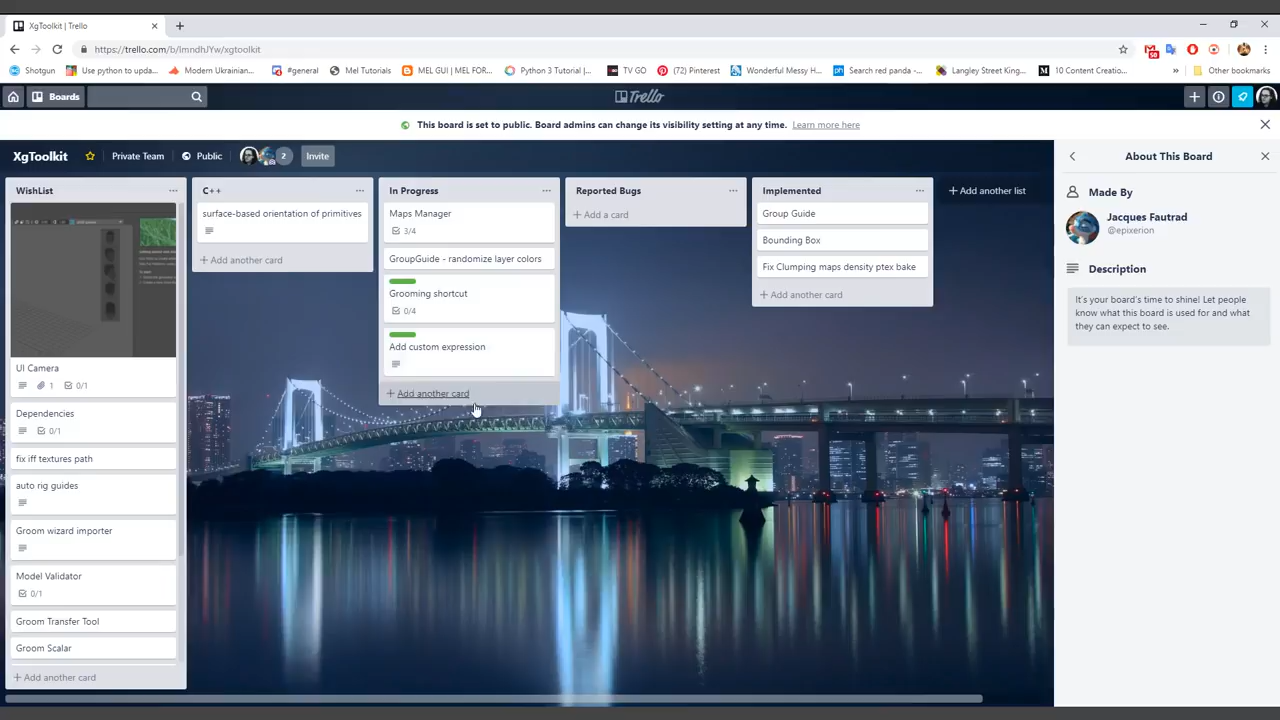 XgToolkit | Trello
https://trello.com/b/lmndhJYw/xgtoolkit
50
Shotgun
Use python to upda...
Modern Ukrainian...
#general
Mel Tutorials
MEL GUI | MEL FOR...
Python 3 Tutorial |...
TV GO
(72) Pinterest
Wonderful Messy H...
Search red panda -...
Langley Street King...
10 Content Creatio...
»
Other bookmarks
Boards
Trello
This board is set to public. Board admins can change its visibility setting at any time. Learn more here
XgToolkit
Private Team
Public
2
Invite
WishList
UI Camera
1
0/1
Dependencies
0/1
fix iff textures path
auto rig guides
Groom wizard importer
Model Validator
0/1
Groom Transfer Tool
Groom Scalar
+ Add another card
C++
surface-based orientation of primitives
+ Add another card
In Progress
Maps Manager
3/4
GroupGuide - randomize layer colors
Grooming shortcut
0/4
Add custom expression
+ Add another card
Reported Bugs
+ Add a card
Implemented
Group Guide
Bounding Box
Fix Clumping maps density ptex bake
+ Add another card
+ Add another list
About This Board
Made By
Jacques Fautrad
@epixerion
Description
It's your board's time to shine! Let people
know what this board is used for and what
they can expect to see.